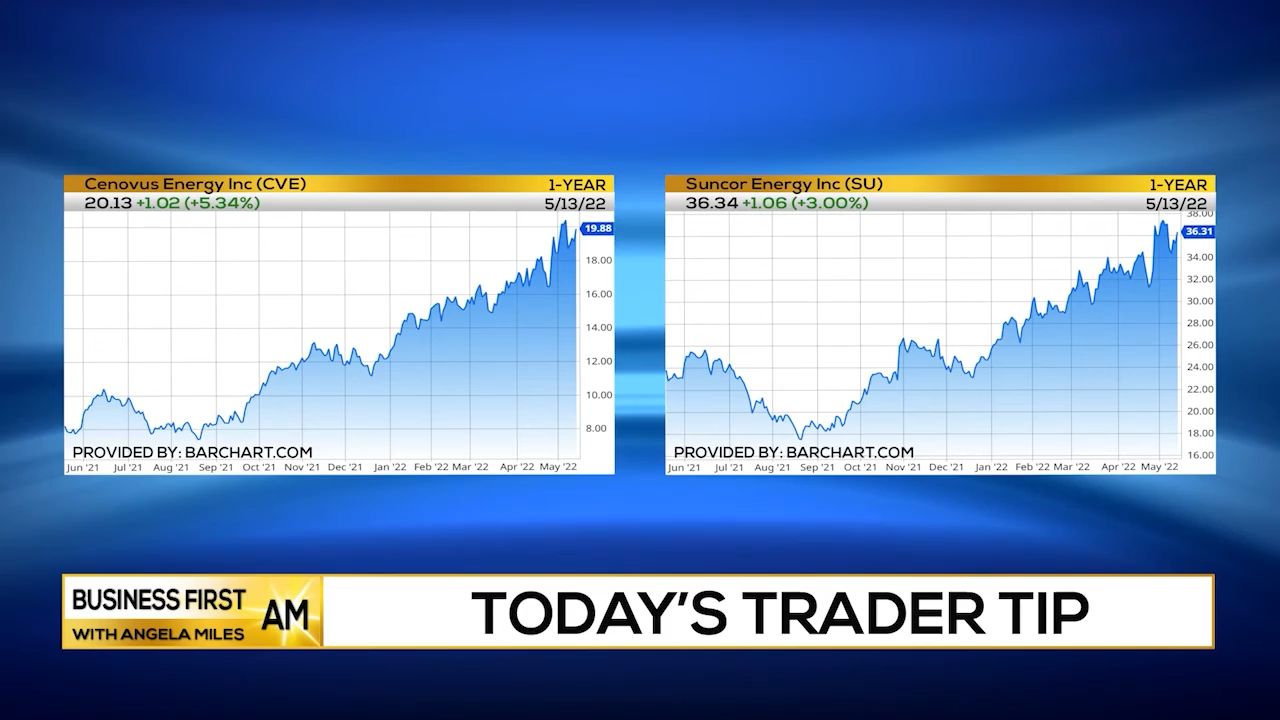 Cenovus Energy Inc (CVE) 1-YEAR
20.13 +1.02 (+5.34%) 5/13/22
19.88
18.00
16.00
14.00
12.00
10.00
8.00
PROVIDED BY: BARCHART.COM
Jun '21 Jul '21 Aug '21 Sep '21 Oct '21 Nov '21 Dec '21 Jan '22 Feb '22 Mar '22 Apr '22 May '22
Suncor Energy Inc (SU) 1-YEAR
36.34 +1.06 (+3.00%) 5/13/22
38.00
36.31
34.00
32.00
30.00
28.00
26.00
24.00
22.00
20.00
18.00
16.00
PROVIDED BY: BARCHART.COM
Jun '21 Jul '21 Aug '21 Sep '21 Oct '21 Nov '21 Dec '21 Jan '22 Feb '22 Mar '22 Apr '22 May '22
BUSINESS FIRST AM
WITH ANGELA MILES
TODAY'S TRADER TIP